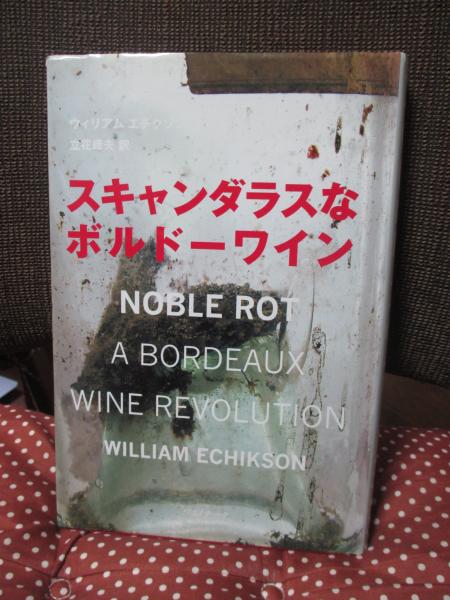 ウィリアム エチクソン
立花峰夫 訳
スキャンダラスな
ボルドーワイン
NOBLE ROT
A BORDEAUX
WINE REVOLUTION
WILLIAM ECHIKSON